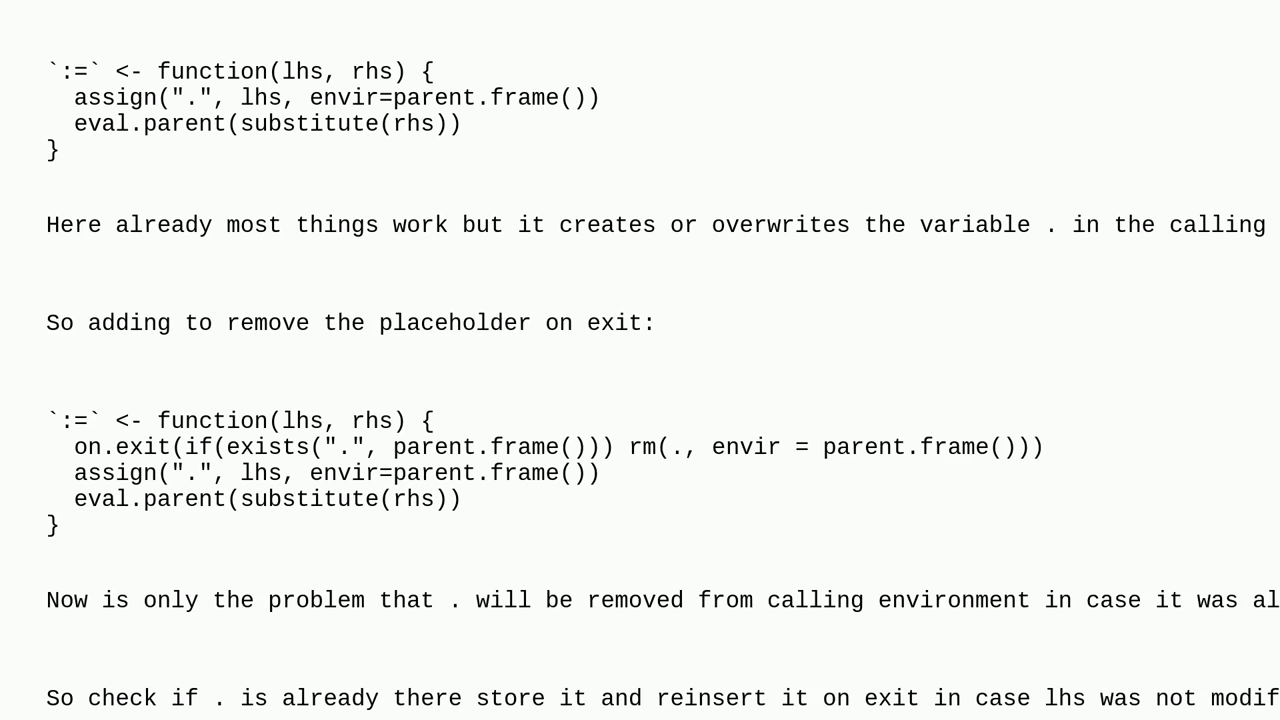 `:=` <- function(lhs, rhs) {
  assign(".", lhs, envir=parent.frame())
  eval.parent(substitute(rhs))
}
Here already most things work but it creates or overwrites the variable . in the calling
So adding to remove the placeholder on exit:
`:=` <- function(lhs, rhs) {
  on.exit(if(exists(".", parent.frame())) rm(., envir = parent.frame()))
  assign(".", lhs, envir=parent.frame())
  eval.parent(substitute(rhs))
}
Now is only the problem that . will be removed from calling environment in case it was al
So check if . is already there store it and reinsert it on exit in case lhs was not modif